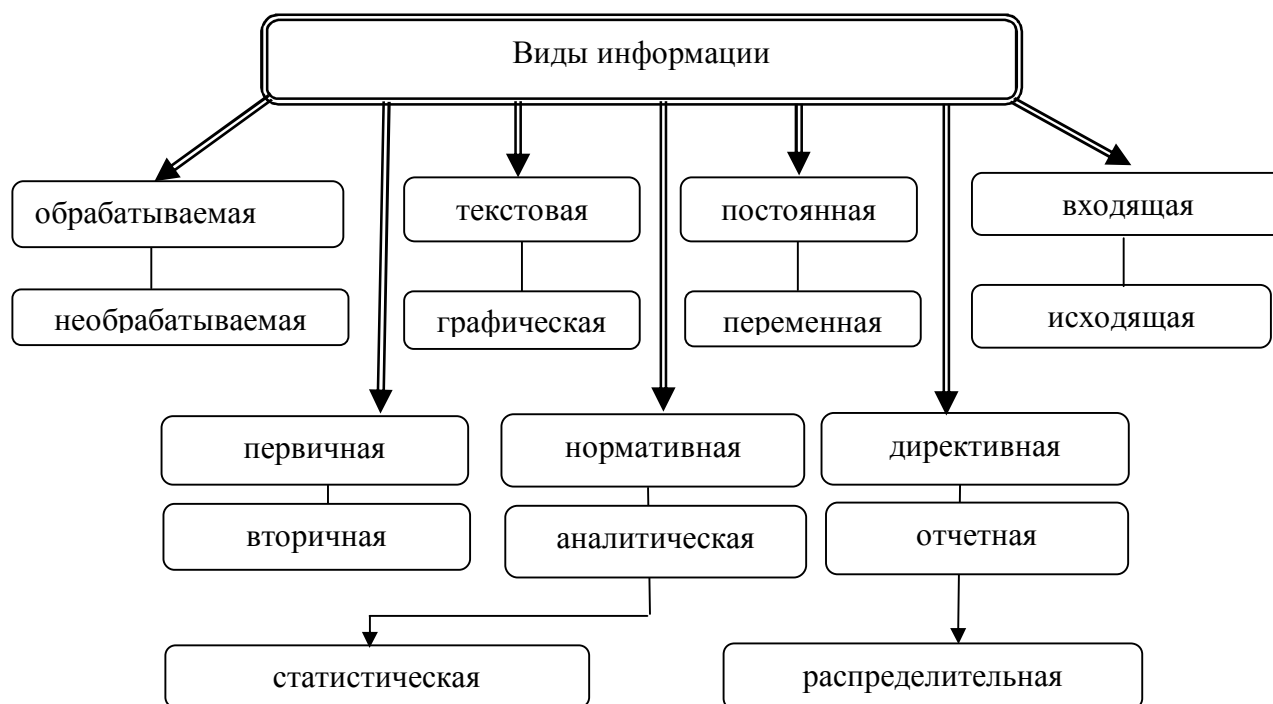 Виды информации
обрабатываемая
текстовая
постоянная
входящая
необрабатываемая
графическая
переменная
исходящая
первичная
нормативная
директивная
вторичная
аналитическая
отчетная
статистическая
распределительная